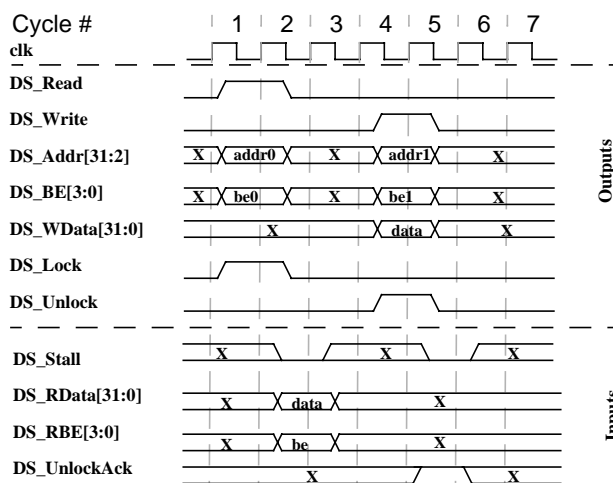 Cycle # 1 2 3 4 5 6 7
clk
DS_Read
DS_Write
DS_Addr[31:2] X addr0 X addr1 X
DS_BE[3:0] X be0 X be1 X
DS_WData[31:0] X data X
DS_Lock
DS_Unlock
Outputs
DS_Stall X X X
DS_RData[31:0] X data X
DS_RBE[3:0] X be X
DS_UnlockAck X X
Inputs